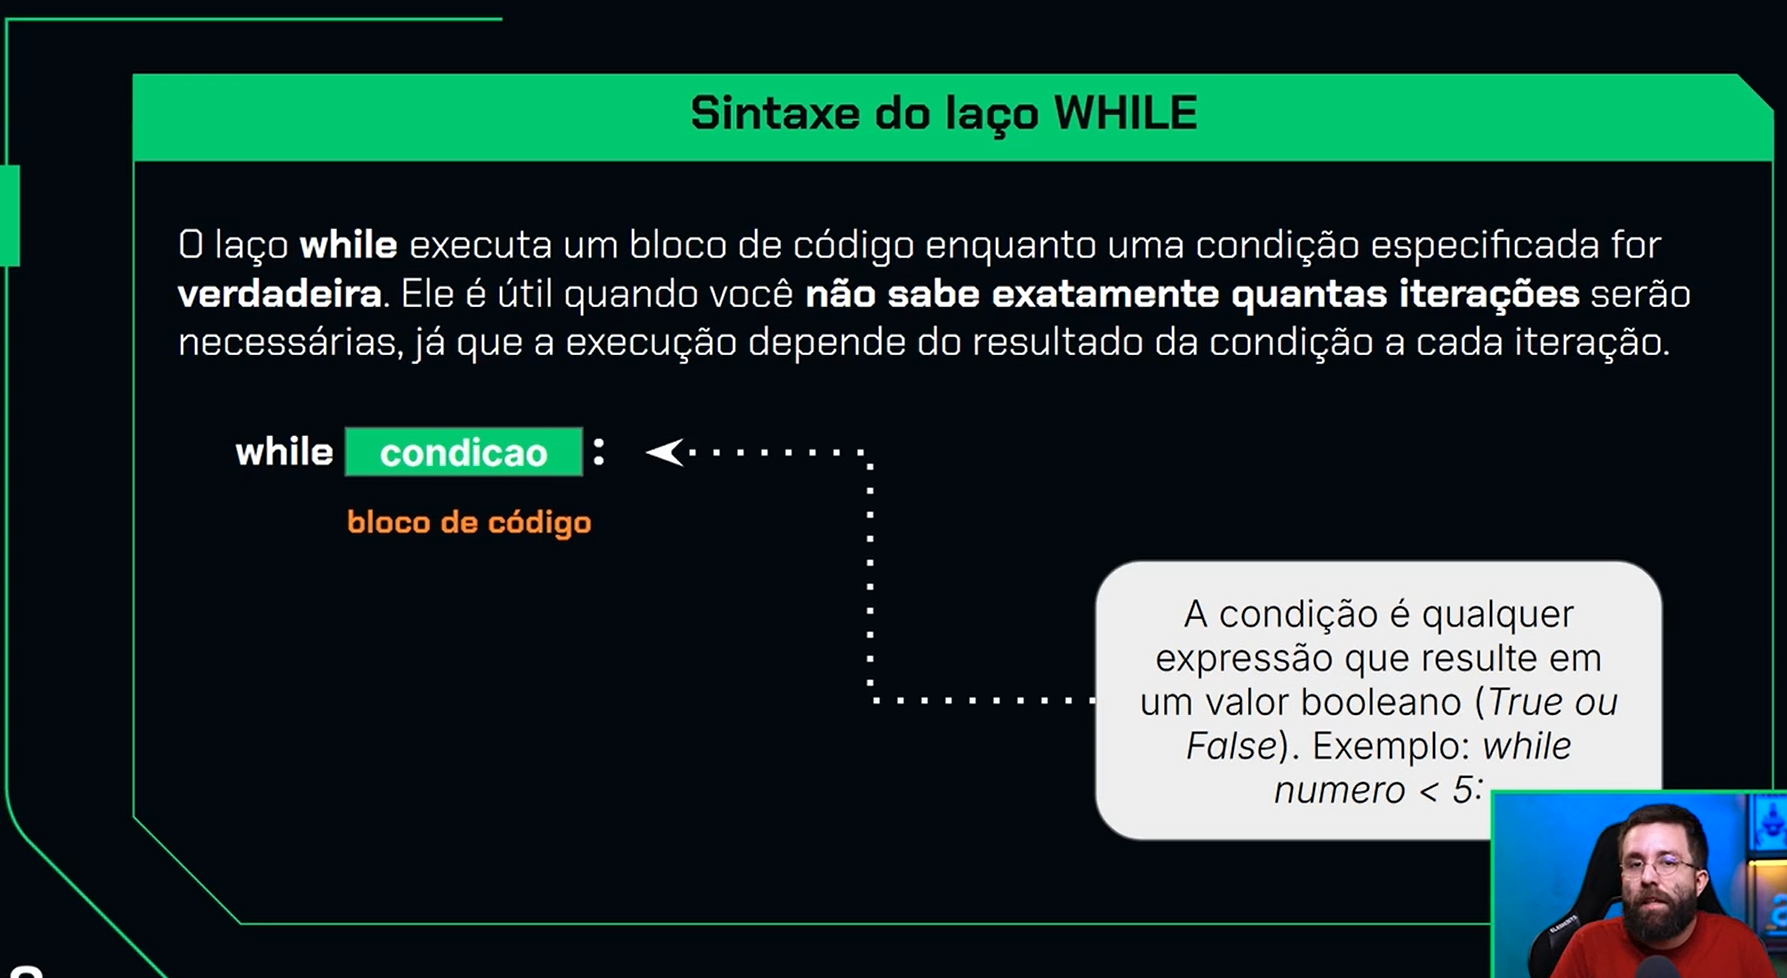 Sintaxe do laço WHILE
O laço while executa um bloco de código enquanto uma condição especificada for
verdadeira. Ele é útil quando você não sabe exatamente quantas iterações serão
necessárias, já que a execução depende do resultado da condição a cada iteração.
while condicao :
bloco de código
A condição é qualquer
expressão que resulte em
um valor booleano (True ou
False). Exemplo: while
numero < 5: